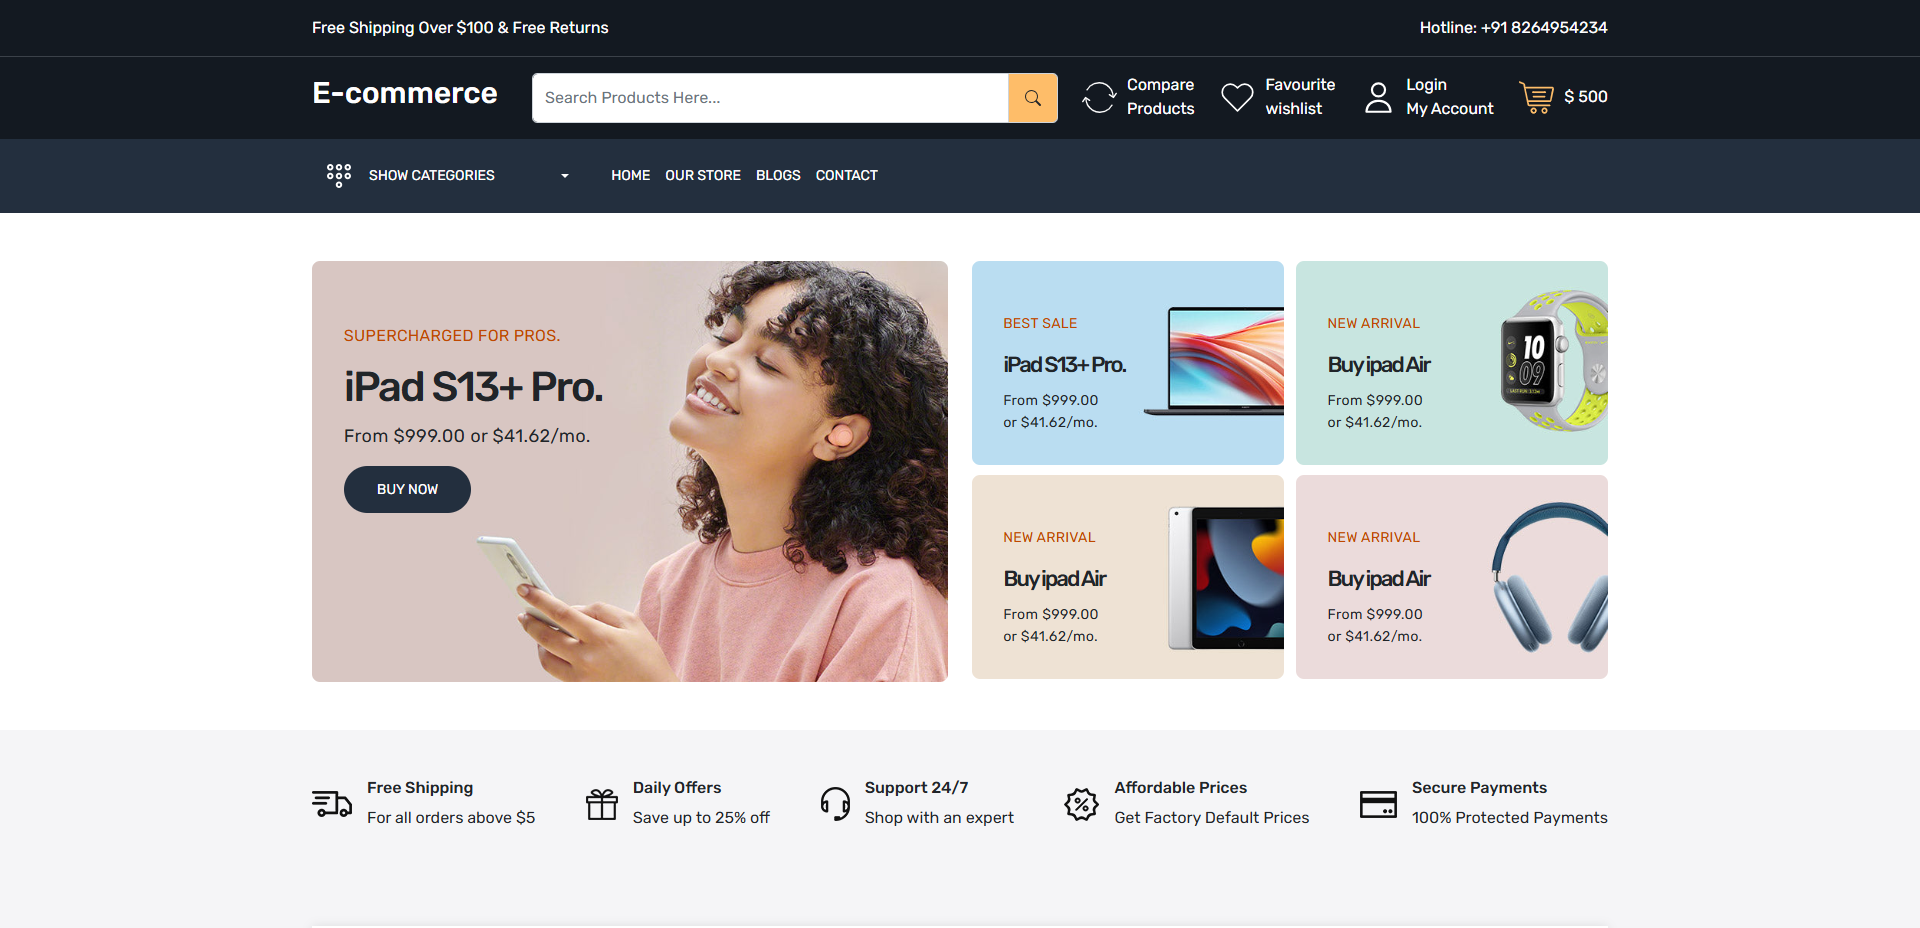 Free Shipping Over $100 & Free Returns
Hotline: +91 8264954234
E-commerce
Search Products Here...
Compare
Products
Favourite
wishlist
Login
My Account
$ 500
SHOW CATEGORIES
HOME
OUR STORE
BLOGS
CONTACT
SUPERCHARGED FOR PROS.
iPad S13+ Pro.
From $999.00 or $41.62/mo.
BUY NOW
BEST SALE
iPad S13+ Pro.
From $999.00
or $41.62/mo.
NEW ARRIVAL
Buy ipad Air
From $999.00
or $41.62/mo.
10
09
NEW ARRIVAL
Buy ipad Air
From $999.00
or $41.62/mo.
NEW ARRIVAL
Buy ipad Air
From $999.00
or $41.62/mo.
Free Shipping
For all orders above $5
Daily Offers
Save up to 25% off
Support 24/7
Shop with an expert
Affordable Prices
Get Factory Default Prices
Secure Payments
100% Protected Payments